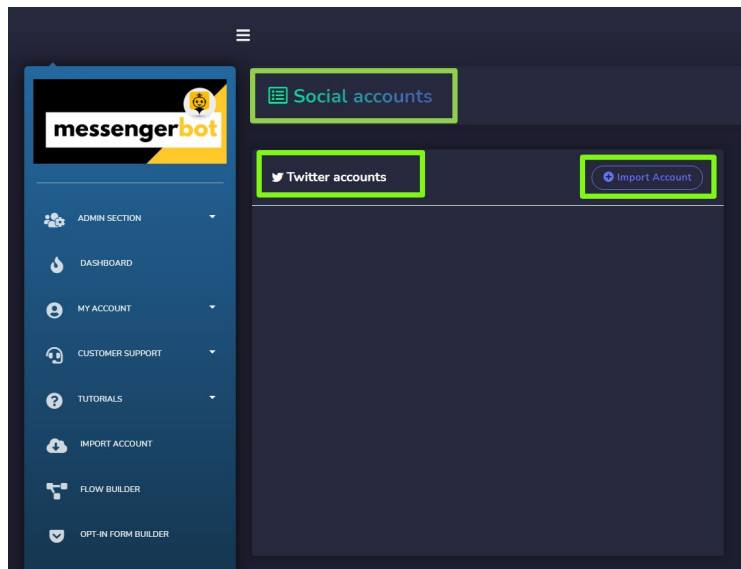 Social accounts
messengerbot
Twitter accounts
Import Account
ADMIN SECTION
DASHBOARD
MY ACCOUNT
CUSTOMER SUPPORT
TUTORIALS
IMPORT ACCOUNT
FLOW BUILDER
OPT-IN FORM BUILDER